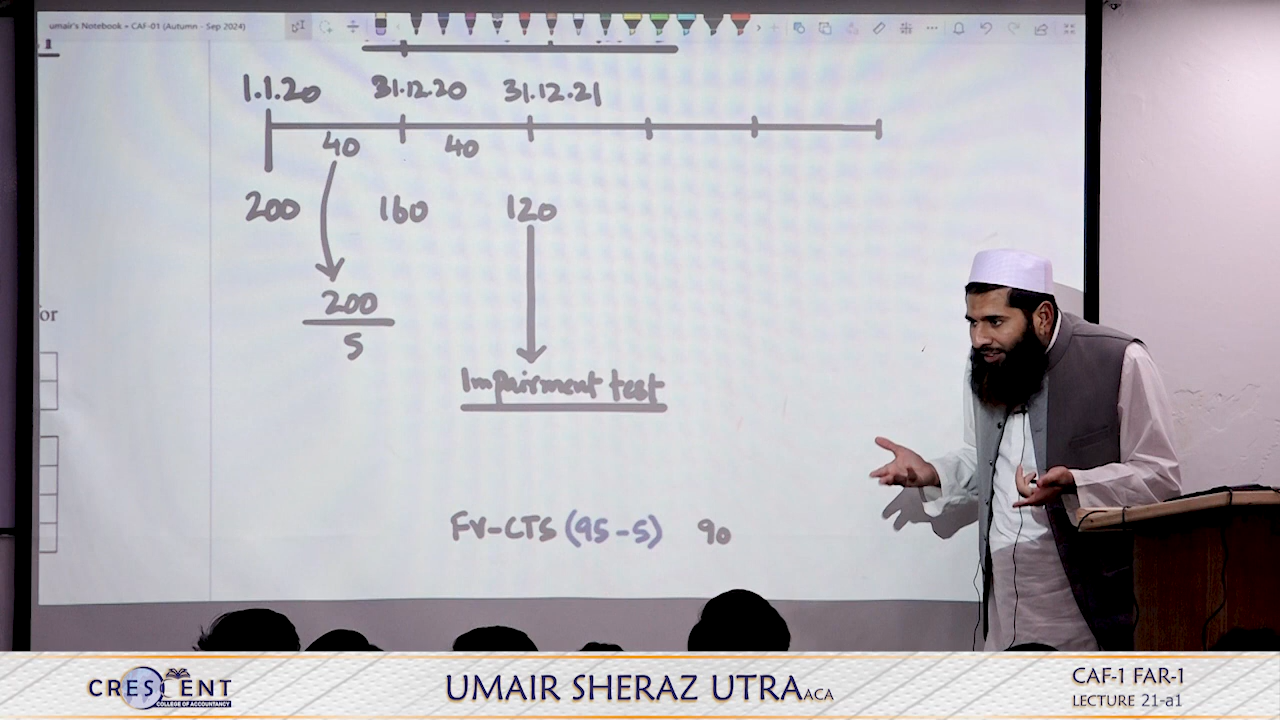 umair's Notebook » CAF-01 (Autumn - Sep 2024)
1
1.1.20 31.12.20 31.12.21
40 40
200 160 120
200
5
or
Impairment test
FV-CTS (95-5) 90
CRESCENT
COLLEGE OF ACCOUNTANCY
UMAIR SHERAZ UTRA ACA
CAF-1 FAR-1
LECTURE 21-a1